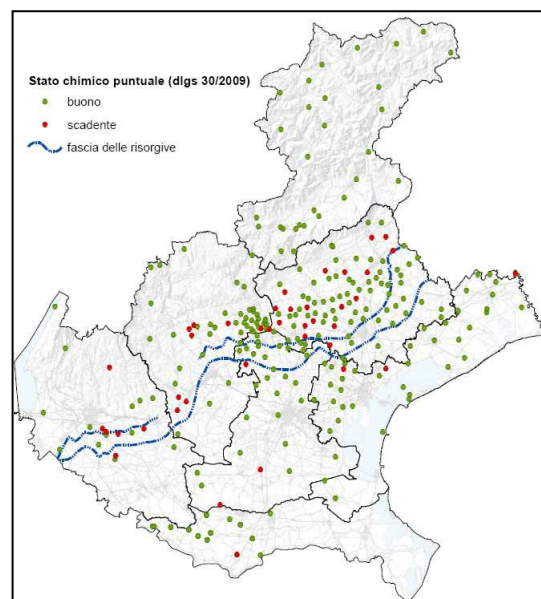 Stato chimico puntuale (dlgs 30/2009)
buono
scadente
fascia delle risorgive